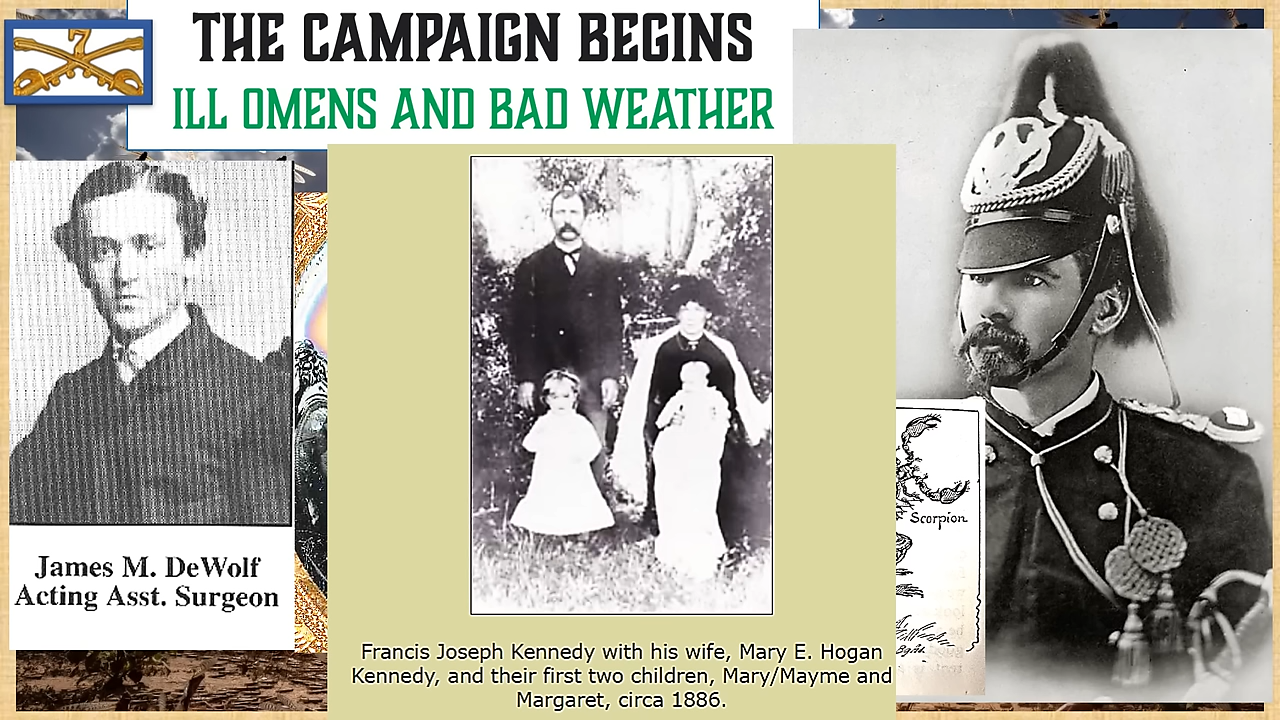 THE CAMPAIGN BEGINS
ILL OMENS AND BAD WEATHER
7
James M. DeWolf
Acting Asst. Surgeon
Scorpion
Francis Joseph Kennedy with his wife, Mary E. Hogan
Kennedy, and their first two children, Mary/Mayme and
Margaret, circa 1886.